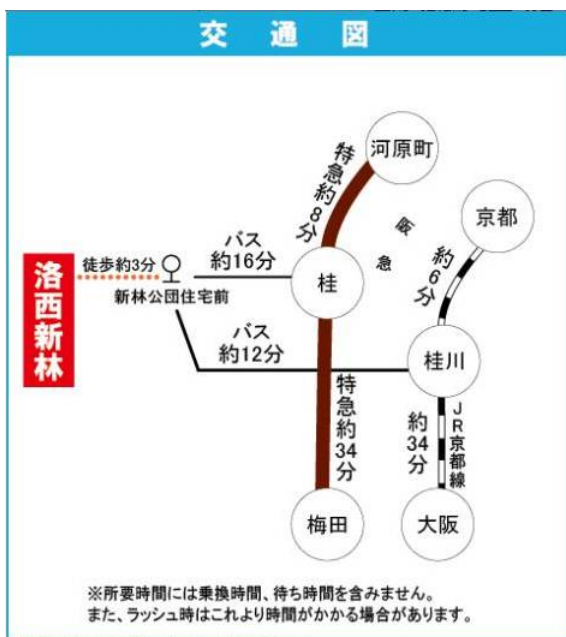 交通図
河原町
特急約8分
阪急
京都
約6分
洛西新林
徒歩約3分
新林公団住宅前
バス
約16分
桂
バス
約12分
桂川
特急約34分
約34分
JR京都線
梅田
大阪
※所要時間には乗換時間、待ち時間を含みません。
また、ラッシュ時はこれより時間がかかる場合があります。